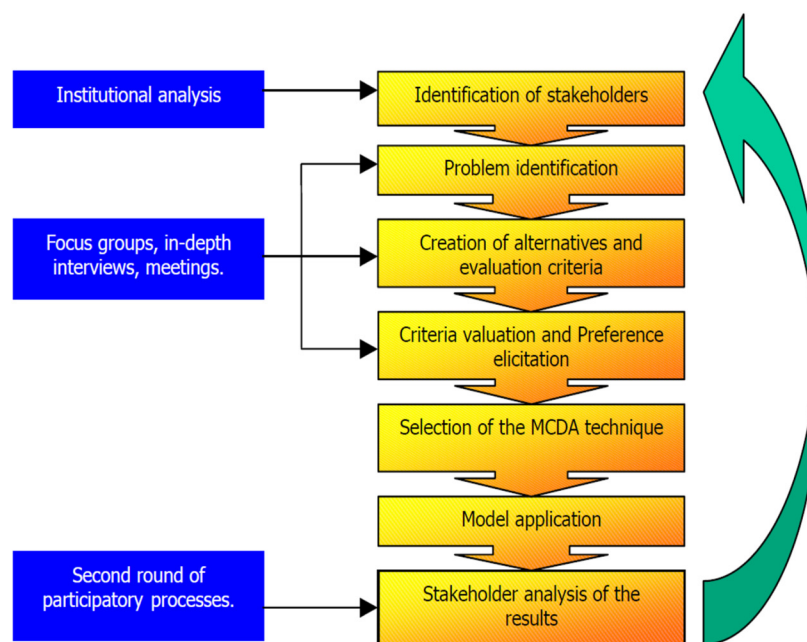 Institutional analysis
Identification of stakeholders
Problem identification
Focus groups, in-depth
interviews, meetings.
Creation of alternatives and
evaluation criteria
Criteria valuation and Preference
elicitation
Selection of the MCDA technique
Model application
Second round of
participatory processes.
Stakeholder analysis of the
results